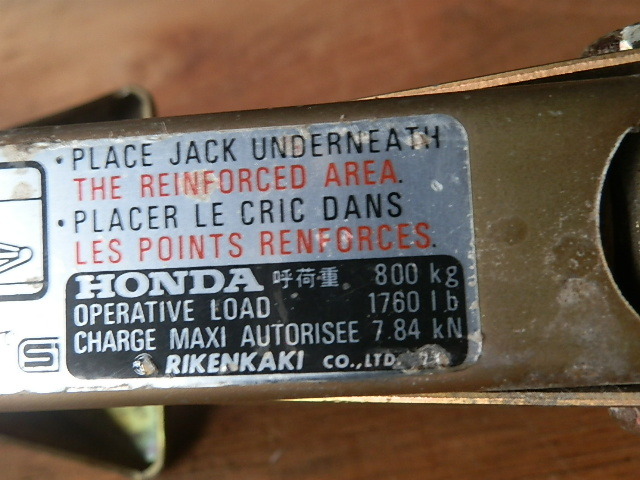 • PLACE JACK UNDERNEATH
THE REINFORCED AREA.
• PLACER LE CRIC DANS
LES POINTS RENFORCES.
HONDA 呼荷重 800 kg
OPERATIVE LOAD 1760 lb
CHARGE MAXI AUTORISEE 7.84 kN
RIKENKAKI CO.,LTD.